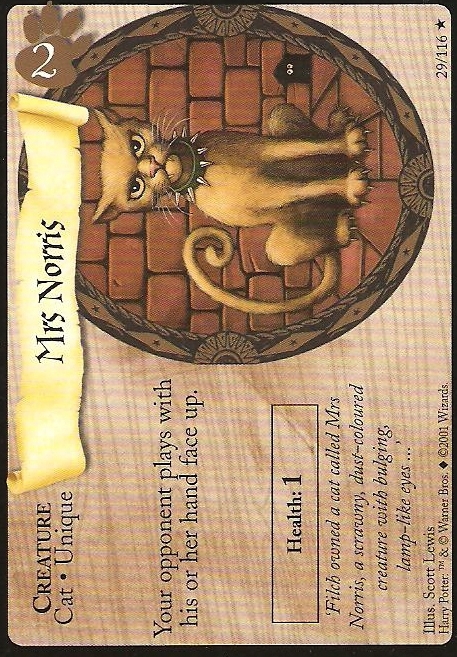 2
Mrs Norris
CREATURE
Cat • Unique
Your opponent plays with
his or her hand face up.
Health: 1
'Filch owned a cat called Mrs
Norris, a scrawny, dust-coloured
creature with bulging,
lamp-like eyes ...'
Illus. Scott Lewis
Harry Potter: ™ & © Warner Bros. ◆ ©2001 Wizards.
29/116 ★